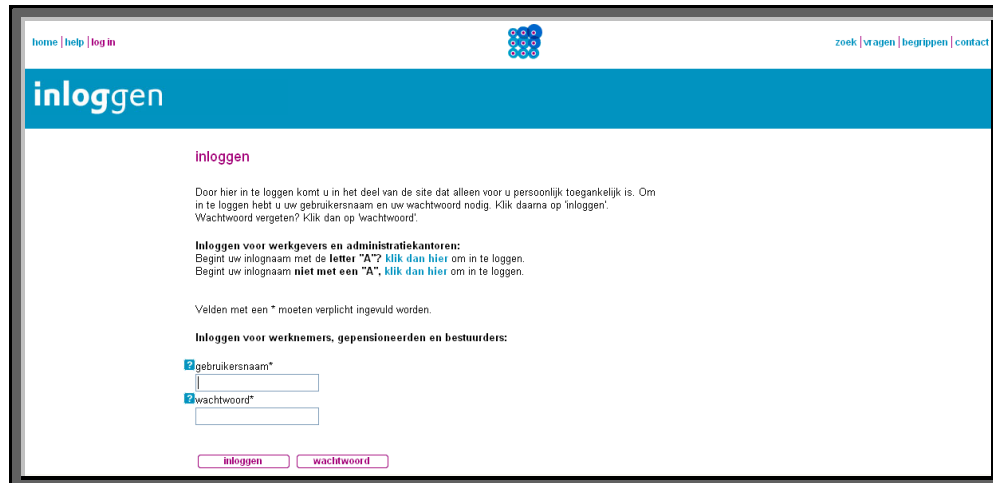 home | help | log in
zoek | vragen | begrippen | contact
inloggen
inloggen
Door hier in te loggen komt u in het deel van de site dat alleen voor u persoonlijk toegankelijk is. Om
in te loggen hebt u uw gebruikersnaam en uw wachtwoord nodig. Klik daarna op 'inloggen'.
Wachtwoord vergeten? Klik dan op 'wachtwoord'.
Inloggen voor werkgevers en administratiekantoren:
Begint uw inlognaam met de letter "A"? klik dan hier om in te loggen.
Begint uw inlognaam niet met een "A", klik dan hier om in te loggen.
Velden met een * moeten verplicht ingevuld worden.
Inloggen voor werknemers, gepensioneerden en bestuurders:
? gebruikersnaam*
? wachtwoord*
inloggen wachtwoord